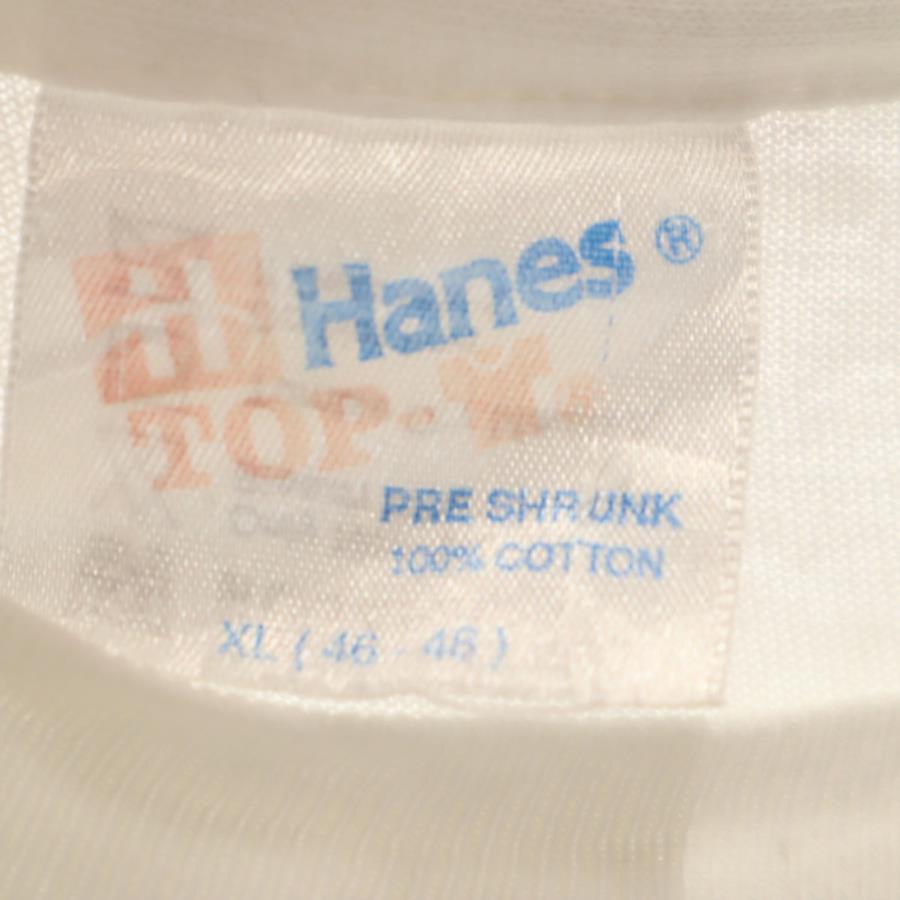 Hanes®
TOP-
PRE SHRUNK
100% COTTON
XL ( 46 - 48 )